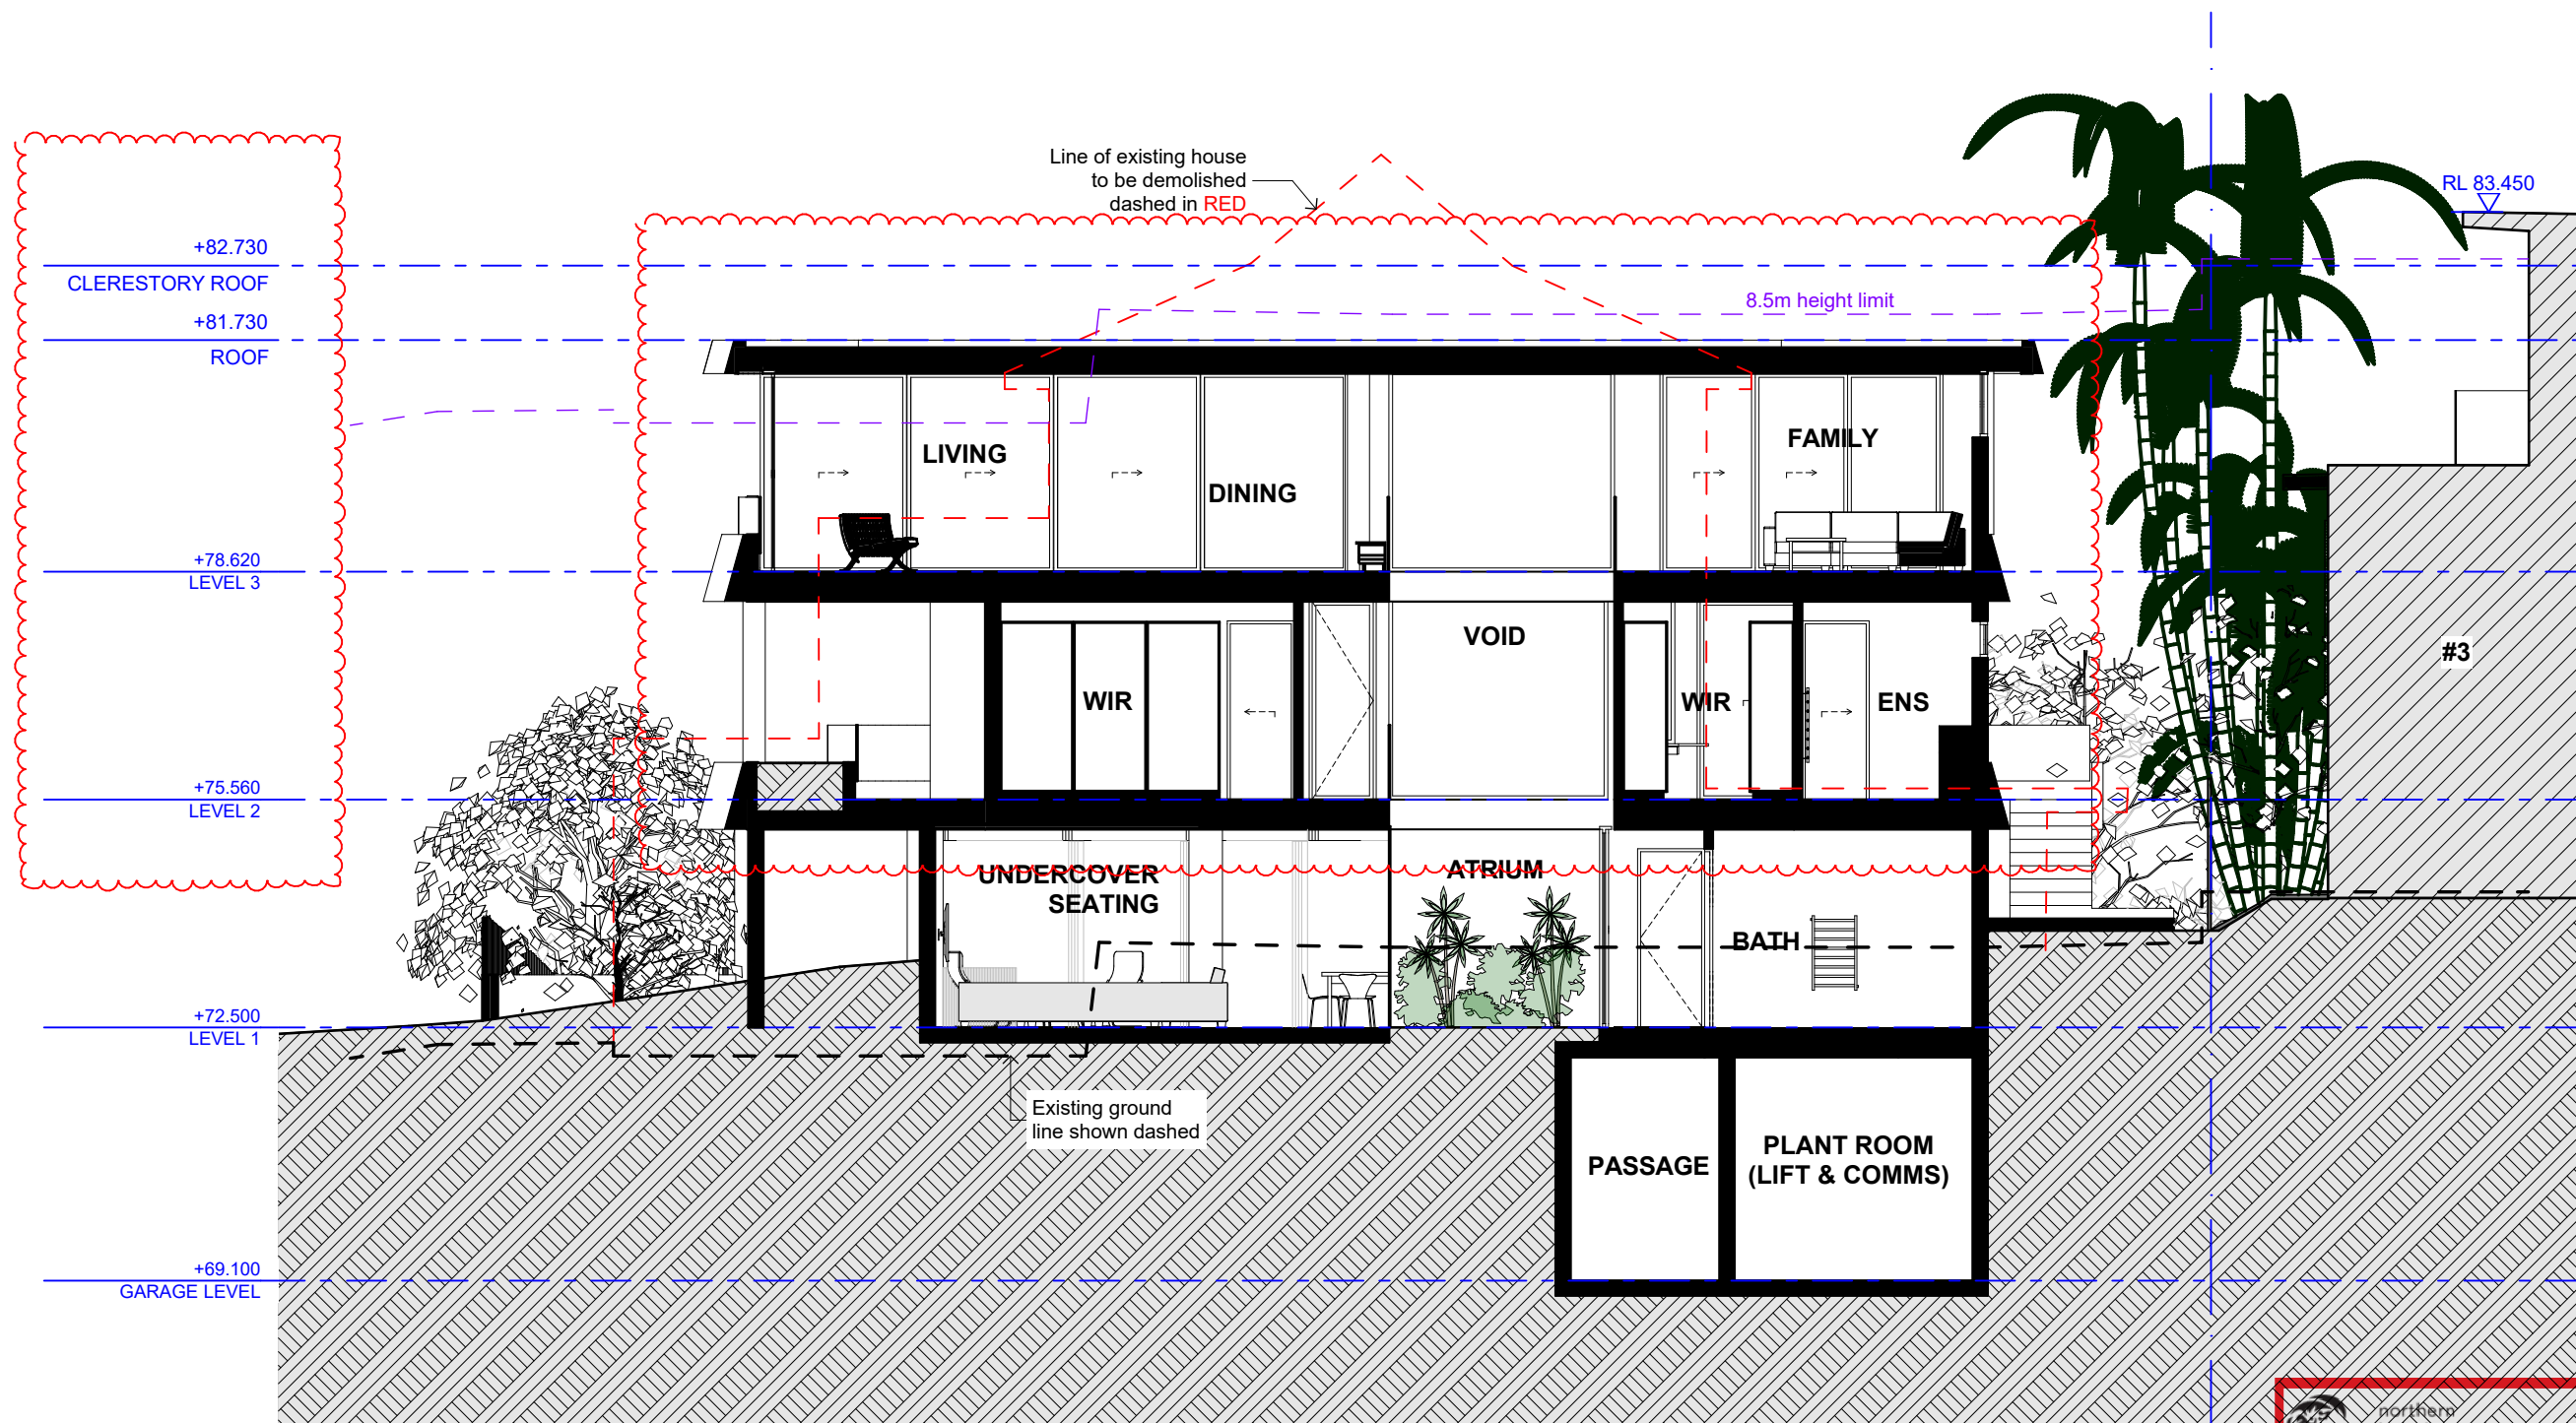 Line of existing house
to be demolished
dashed in RED
RL 83.450
+82.730
CLERESTORY ROOF
8.5m height limit
+81.730
ROOF
LIVING
DINING
FAMILY
+78.620
LEVEL 3
VOID
#3
WIR
WIR
ENS
+75.560
LEVEL 2
UNDERCOVER
SEATING
ATRIUM
BATH
+72.500
LEVEL 1
Existing ground
line shown dashed
PASSAGE
PLANT ROOM
(LIFT & COMMS)
+69.100
GARAGE LEVEL
northern